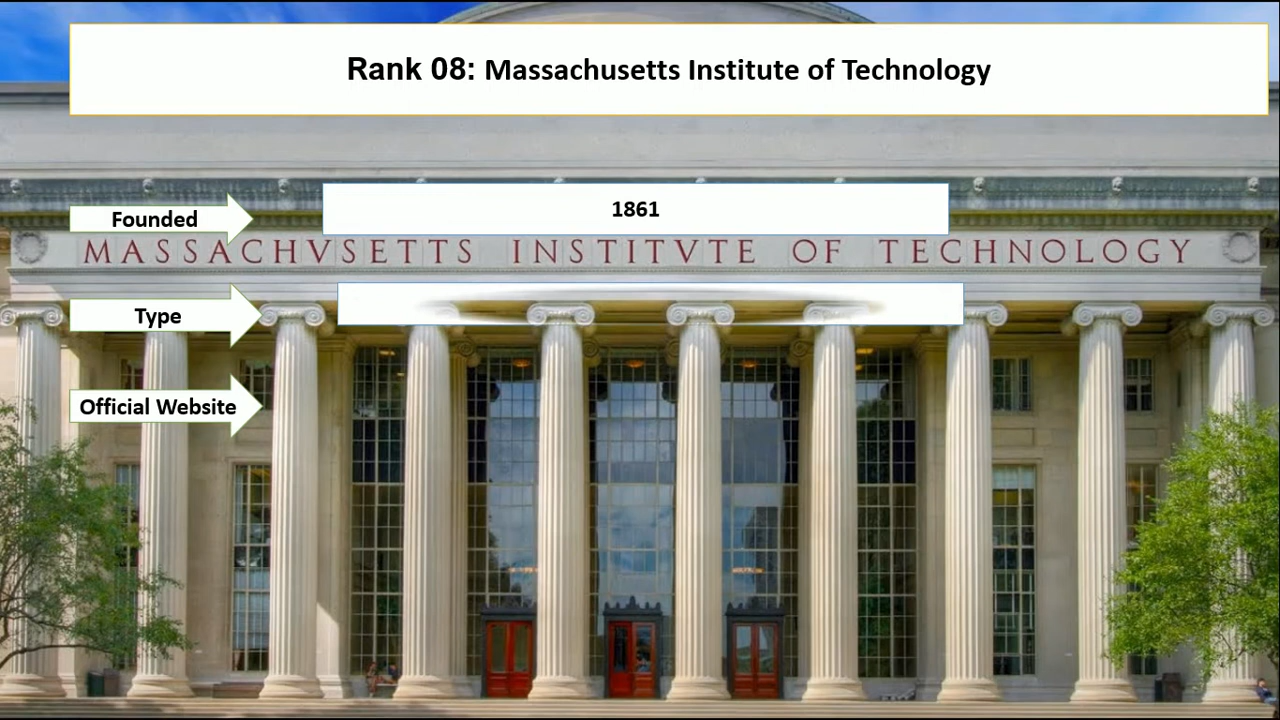 Rank 08: Massachusetts Institute of Technology
Founded
1861
MASSACHVSETTS INSTITVTE OF TECHNOLOGY
Type
Official Website